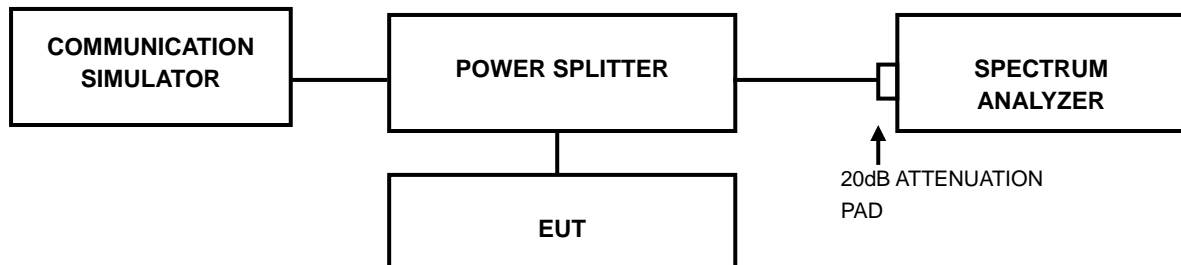 COMMUNICATION
SIMULATOR
POWER SPLITTER
SPECTRUM
ANALYZER
20dB ATTENUATION
PAD
EUT